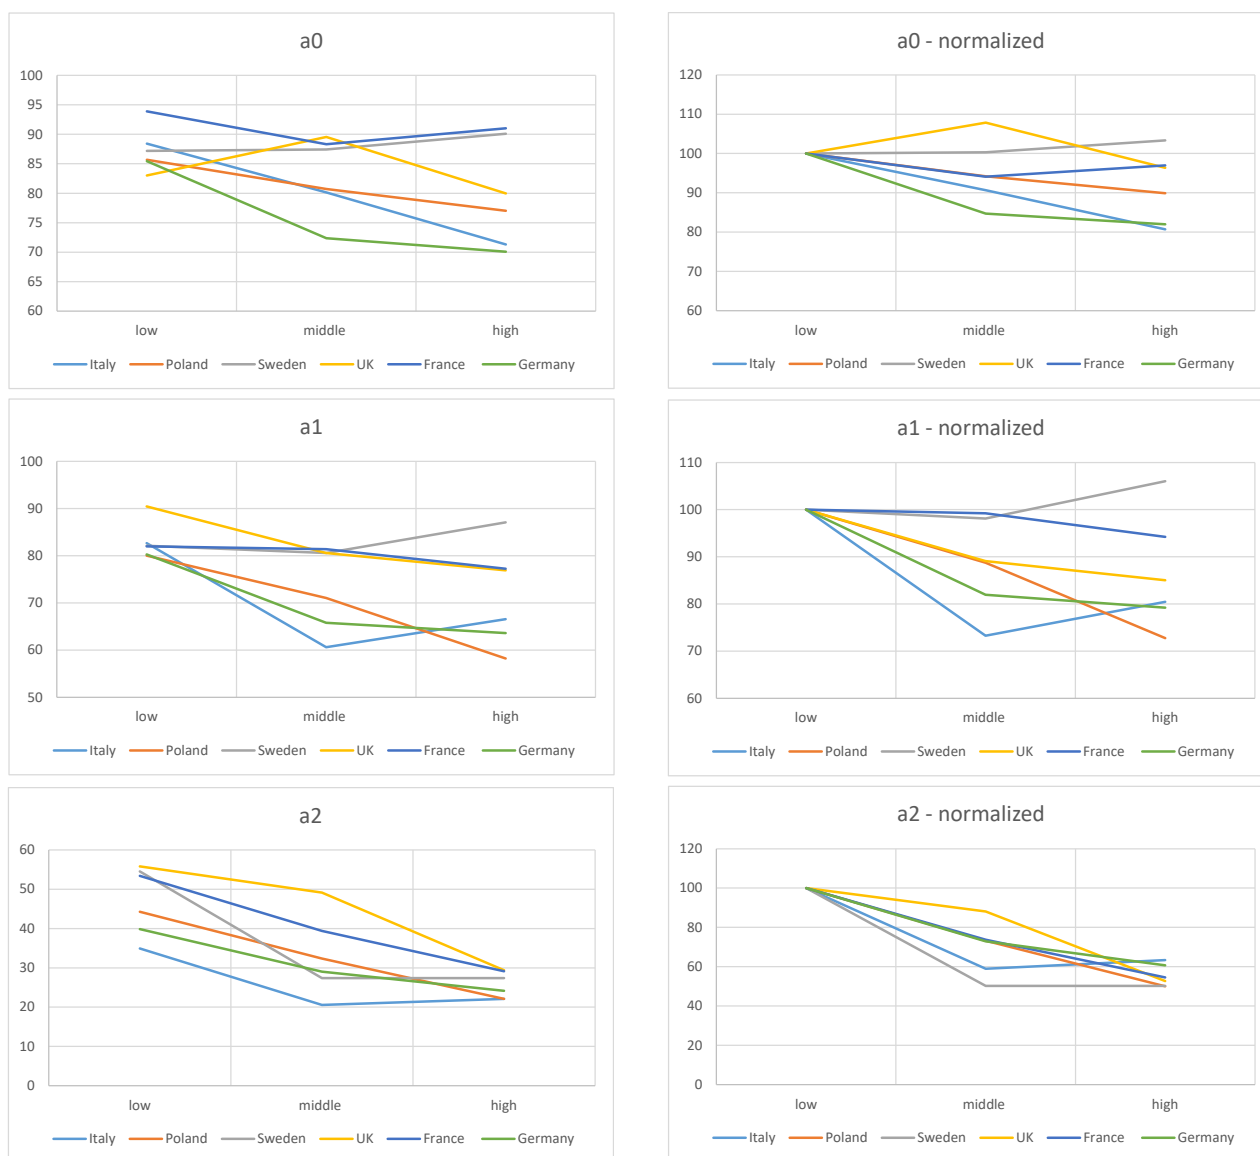 a0
100
95
90
85
80
75
70
65
60
low middle high
Italy Poland Sweden UK France Germany
a0 - normalized
120
110
100
90
80
70
60
low middle high
Italy Poland Sweden UK France Germany
a1
100
90
80
70
60
50
low middle high
Italy Poland Sweden UK France Germany
a1 - normalized
110
100
90
80
70
60
low middle high
Italy Poland Sweden UK France Germany
a2
60
50
40
30
20
10
0
low middle high
Italy Poland Sweden UK France Germany
a2 - normalized
120
100
80
60
40
20
0
low middle high
Italy Poland Sweden UK France Germany